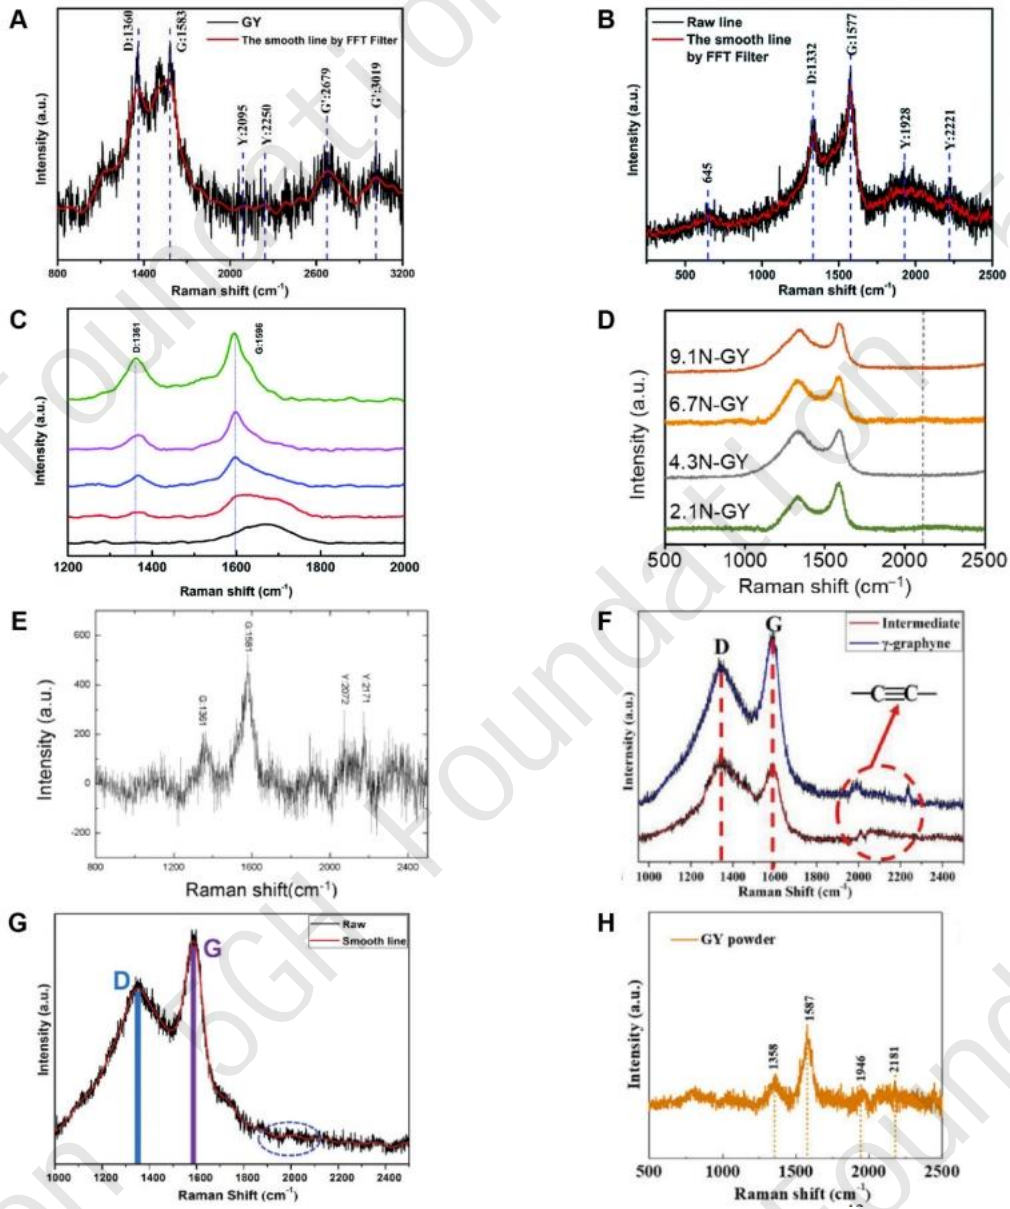 A
D:1360
G:1583
GY
The smooth line by FFT Filter
Y:2095
Y:2250
G':2679
G':3019
Intensity (a.u.)
800 1400 2000 2600 3200
Raman shift (cm⁻¹)
B
Raw line
The smooth line
by FFT Filter
645
D:1332
G:1577
Y:1928
Y:2221
Intensity (a.u.)
500 1000 1500 2000 2500
Raman shift (cm⁻¹)
C
D:1361
G:1596
Intensity (a.u.)
1200 1400 1600 1800 2000
Raman shift (cm⁻¹)
D
9.1N-GY
6.7N-GY
4.3N-GY
2.1N-GY
Intensity (a.u.)
500 1000 1500 2000 2500
Raman shift (cm⁻¹)
E
600
400
200
0
-200
G:1361
G:1581
Y:2072
Y:2171
Intensity (a.u.)
800 1200 1600 2000 2400
Raman shift(cm⁻¹)
F
D
G
Intermediate
γ-graphyne
—C≡C—
Internsity (a.u.)
1000 1200 1400 1600 1800 2000 2200 2400
Raman Shift (cm⁻¹)
G
Raw
Smooth line
D
G
Intensity (a.u.)
1000 1200 1400 1600 1800 2000 2200 2400
Raman Shift (cm⁻¹)
H
GY powder
1358
1587
1946
2181
Intensity (a.u.)
500 1000 1500 2000 2500
Raman shift (cm⁻¹)
Foundation
BGH Foundation